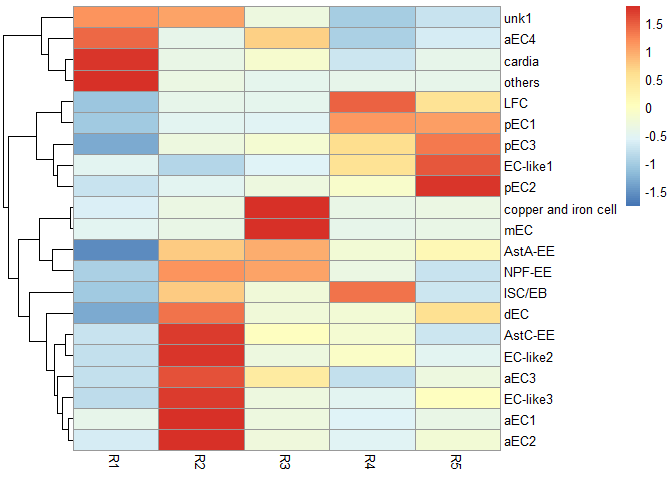 unk1
aEC4
cardia
others
LFC
pEC1
pEC3
EC-like1
pEC2
copper and iron cell
mEC
AstA-EE
NPF-EE
ISC/EB
dEC
AstC-EE
EC-like2
aEC3
EC-like3
aEC1
aEC2
R1 R2 R3 R4 R5
1.5
1
0.5
0
-0.5
-1
-1.5